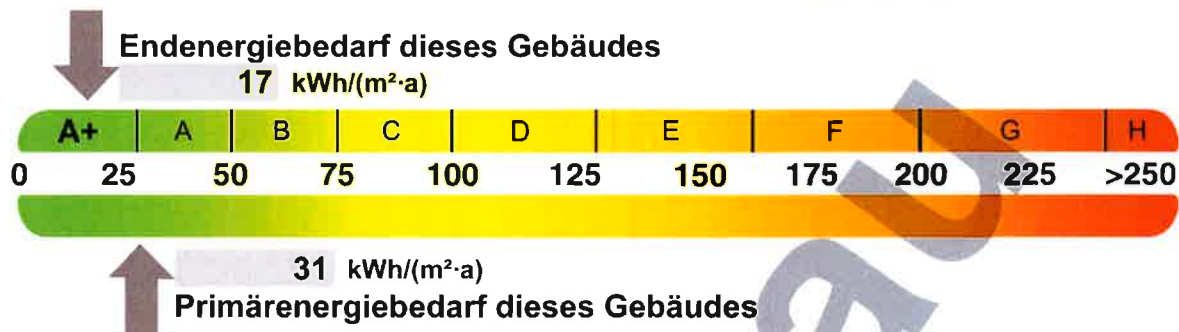 Endenergiebedarf dieses Gebäudes
17 kWh/(m²·a)
A+ A B C D E F G H
0 25 50 75 100 125 150 175 200 225 >250
31 kWh/(m²·a)
Primärenergiebedarf dieses Gebäudes